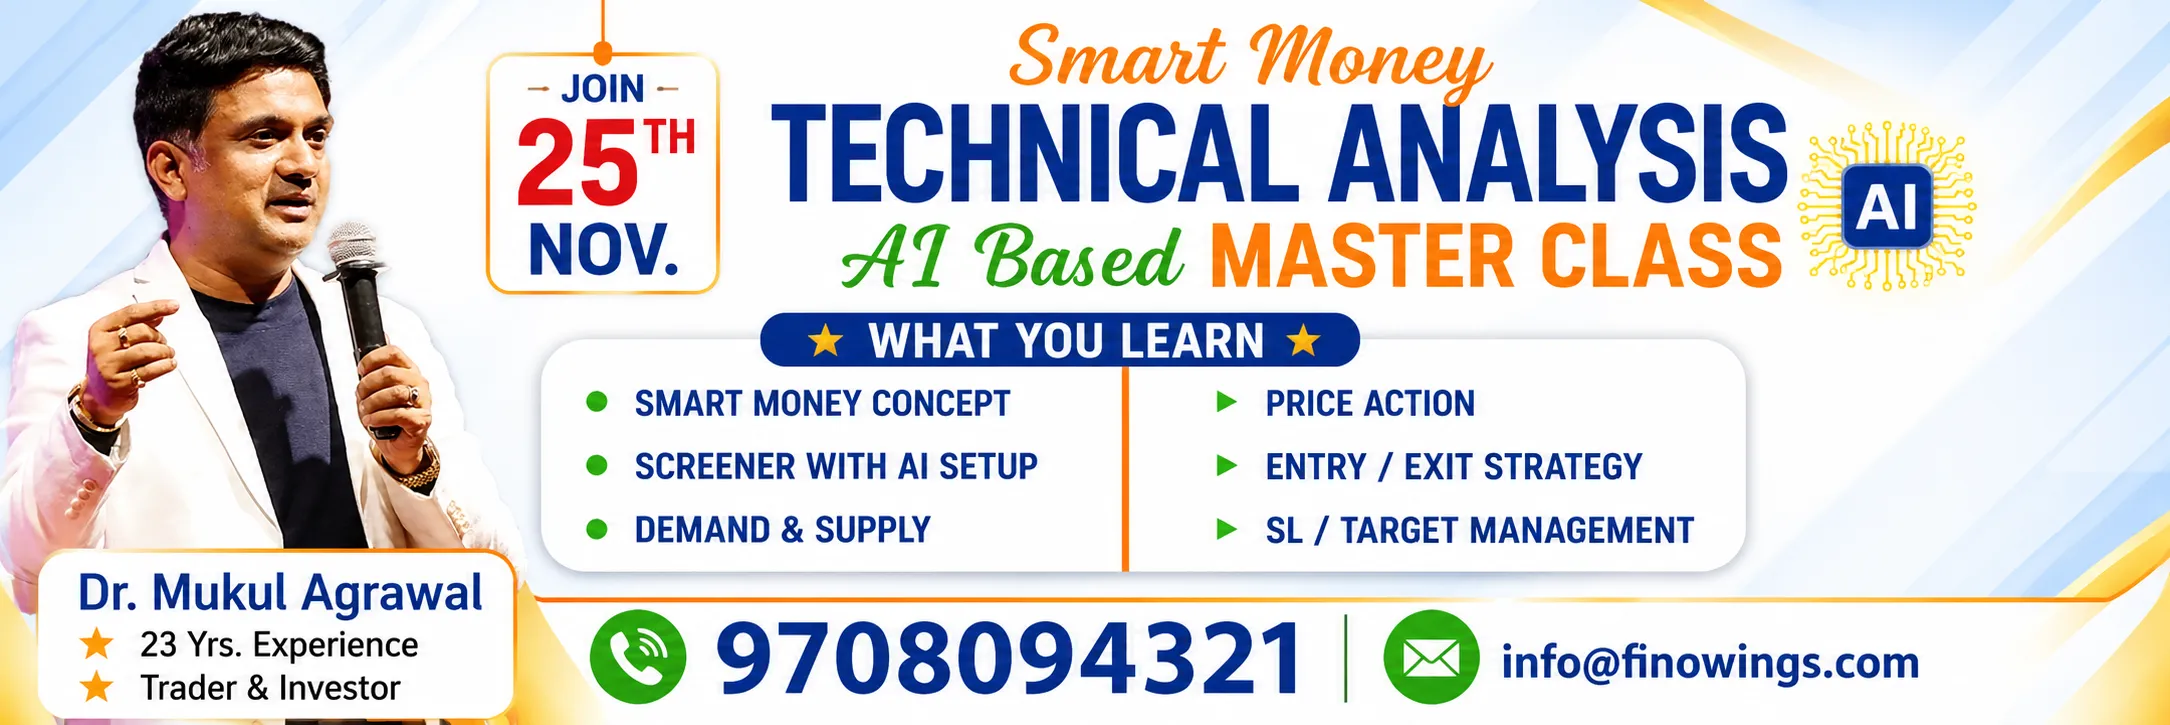 JOIN
25TH
NOV.
Smart Money
TECHNICAL ANALYSIS
AI Based MASTER CLASS
AI
WHAT YOU LEARN
SMART MONEY CONCEPT
SCREENER WITH AI SETUP
DEMAND & SUPPLY
PRICE ACTION
ENTRY / EXIT STRATEGY
SL / TARGET MANAGEMENT
Dr. Mukul Agrawal
23 Yrs. Experience
Trader & Investor
9708094321
info@finowings.com